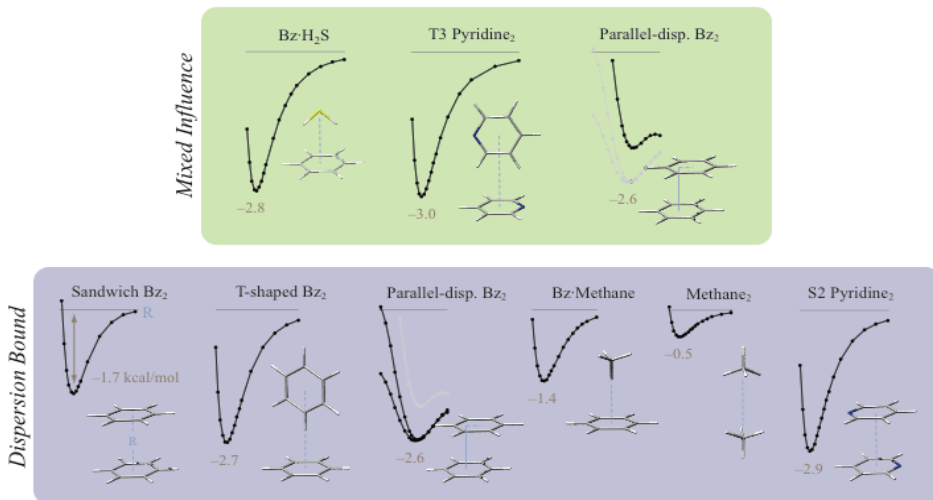 Mixed Influence
Bz·H₂S
T3 Pyridine₂
Parallel-disp. Bz₂
−2.8
−3.0
−2.6
Dispersion Bound
Sandwich Bz₂
T-shaped Bz₂
Parallel-disp. Bz₂
Bz·Methane
Methane₂
S2 Pyridine₂
R
−1.7 kcal/mol
R
−2.7
−2.6
−1.4
−0.5
−2.9